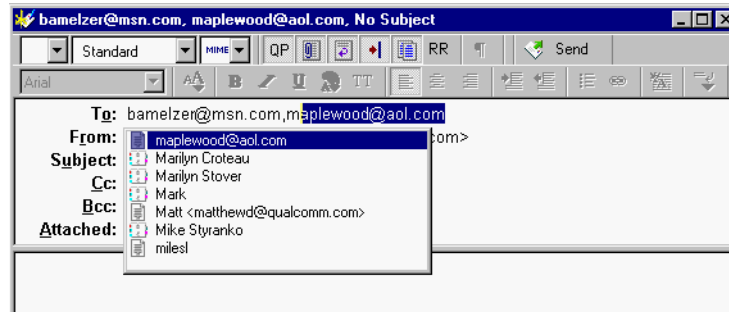 bamelzer@msn.com, maplewood@aol.com, No Subject
Standard MIME QP RR ¶ Send
Arial B I U TT
To: bamelzer@msn.com,maplewood@aol.com
From: com>
Subject:
Cc:
Bcc:
Attached:
maplewood@aol.com
Marilyn Croteau
Marilyn Stover
Mark
Matt <matthewd@qualcomm.com>
Mike Styranko
milesl